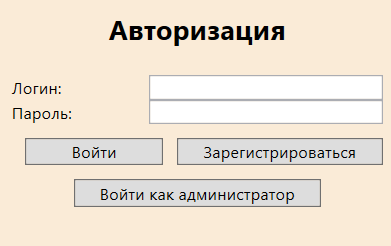 Авторизация
Логин:
Пароль:
Войти Зарегистрироваться
Войти как администратор